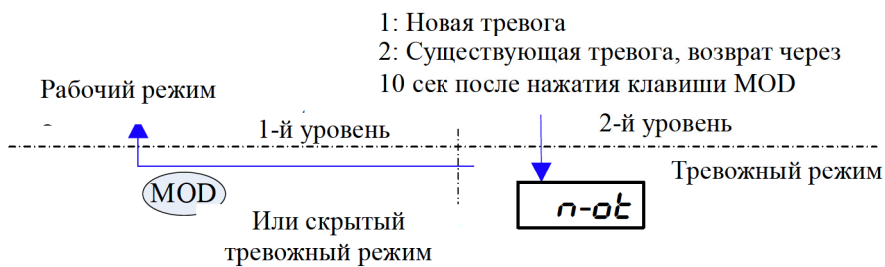 1: Новая тревога
2: Существующая тревога, возврат через
10 сек после нажатия клавиши MOD
Рабочий режим
1-й уровень
2-й уровень
Тревожный режим
MOD
n-ot
Или скрытый
тревожный режим